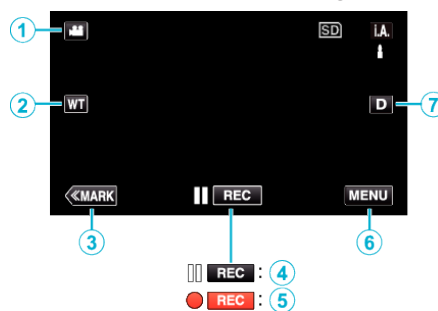 1 SD i.A.
2 WT D 7
≪MARK REC MENU
3 6
REC : 4
REC : 5